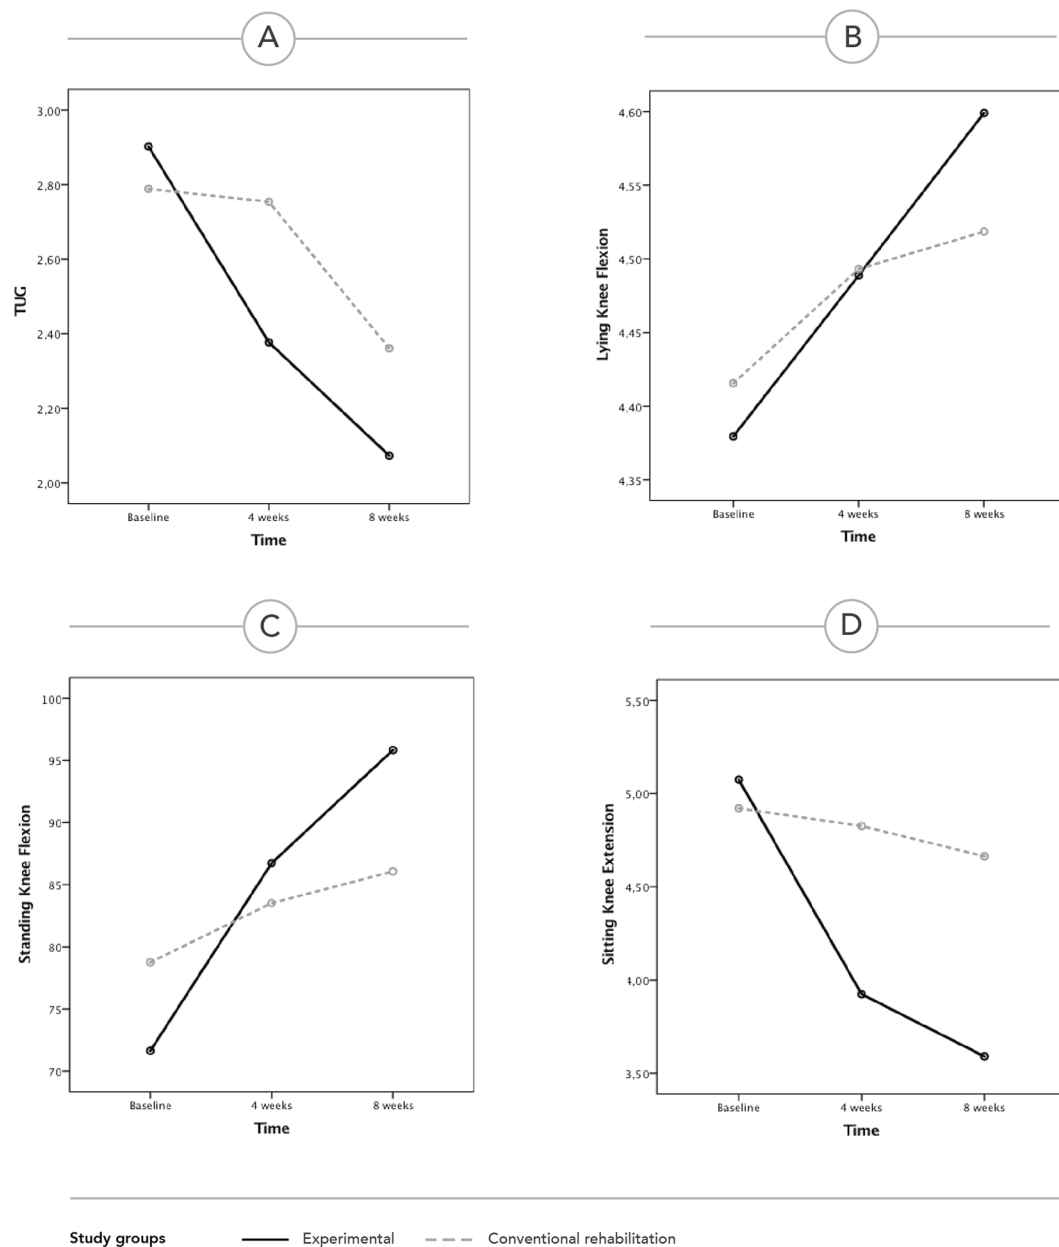 A
3,00
2,80
2,60
2,40
2,20
2,00
TUG
Baseline
4 weeks
8 weeks
Time
B
4,60
4,55
4,50
4,45
4,40
4,35
Lying Knee Flexion
Baseline
4 weeks
8 weeks
Time
C
100
95
90
85
80
75
70
Standing Knee Flexion
Baseline
4 weeks
8 weeks
Time
D
5,50
5,00
4,50
4,00
3,50
Sitting Knee Extension
Baseline
4 weeks
8 weeks
Time
Study groups Experimental Conventional rehabilitation